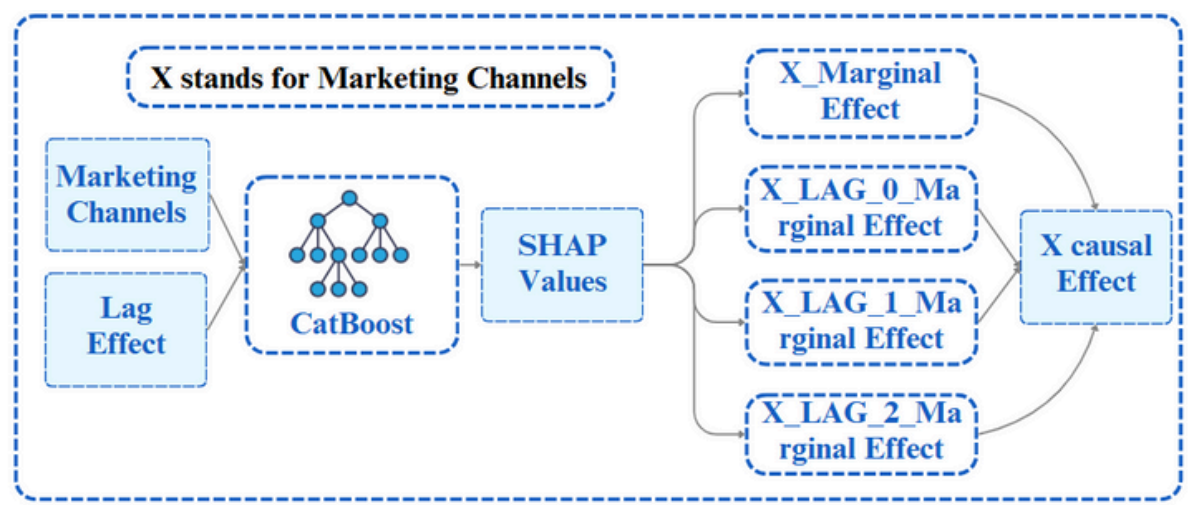 X stands for Marketing Channels
Marketing
Channels
Lag
Effect
CatBoost
SHAP
Values
X_Marginal
Effect
X_LAG_0_Ma
rginal Effect
X_LAG_1_Ma
rginal Effect
X_LAG_2_Ma
rginal Effect
X causal
Effect